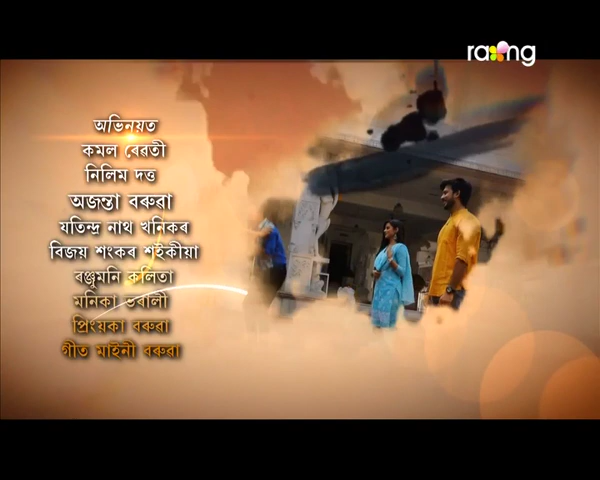 rang
অভিনয়ত
কমল ৰেৱতী
নিলিম দত্ত
অজন্তা বৰুৱা
যতিন্দ্ৰ নাথ খনিকৰ
বিজয় শংকৰ শইকীয়া
ৰঞ্জুমনি কলিতা
মনিকা ভৰালী
প্ৰিংয়কা বৰুৱা
গীত মাইনী বৰুৱা